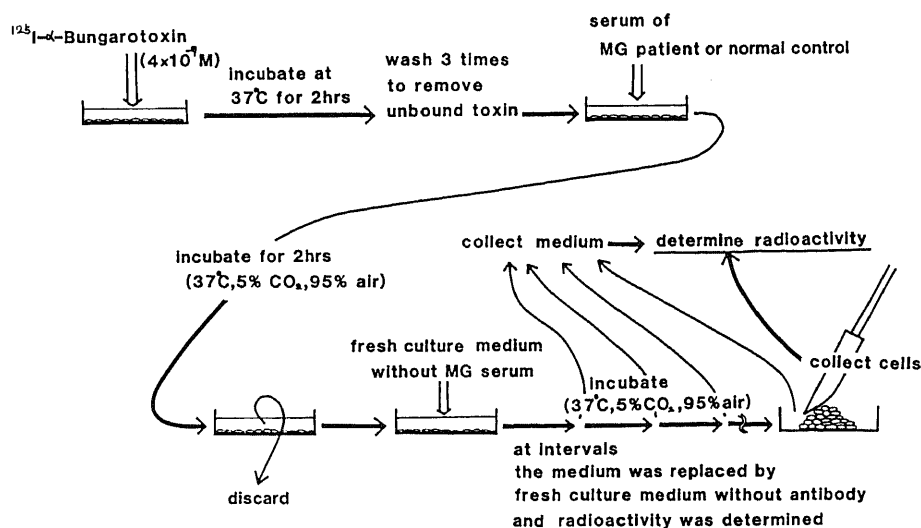 ¹²⁵I-α-Bungarotoxin
(4×10⁻⁹M)
incubate at
37°C for 2hrs
wash 3 times
to remove
unbound toxin
serum of
MG patient or normal control
incubate for 2hrs
(37°C,5% CO₂,95% air)
collect medium
determine radioactivity
collect cells
fresh culture medium
without MG serum
incubate
(37°C,5%CO₂,95%air)
discard
at intervals
the medium was replaced by
fresh culture medium without antibody
and radioactivity was determined